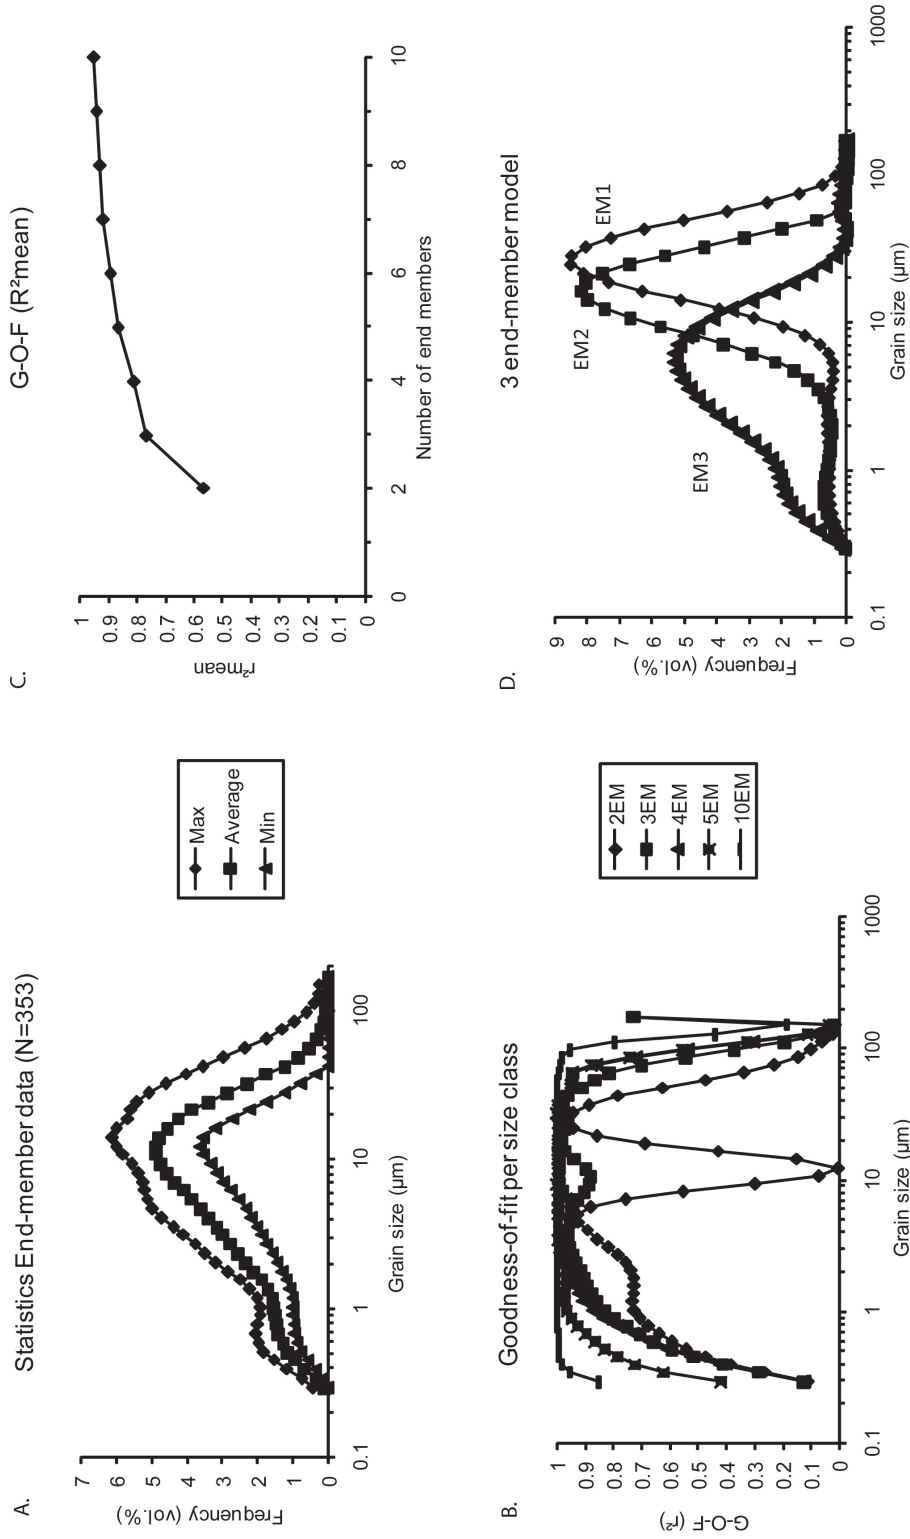 A.
Statistics End-member data (N=353)
Frequency (vol.%)
7
6
5
4
3
2
1
0
0.1
1
10
100
Grain size (µm)
Max
Average
Min
B.
Goodness-of-fit per size class
G-O-F (r²)
1
0.9
0.8
0.7
0.6
0.5
0.4
0.3
0.2
0.1
0
0.1
1
10
100
1000
Grain size (µm)
2EM
3EM
4EM
5EM
10EM
C.
G-O-F (R²mean)
r²mean
1
0.9
0.8
0.7
0.6
0.5
0.4
0.3
0.2
0.1
0
0
2
4
6
8
10
Number of end members
D.
3 end-member model
Frequency (vol.%)
9
8
7
6
5
4
3
2
1
0
EM1
EM2
EM3
0.1
1
10
100
1000
Grain size (µm)